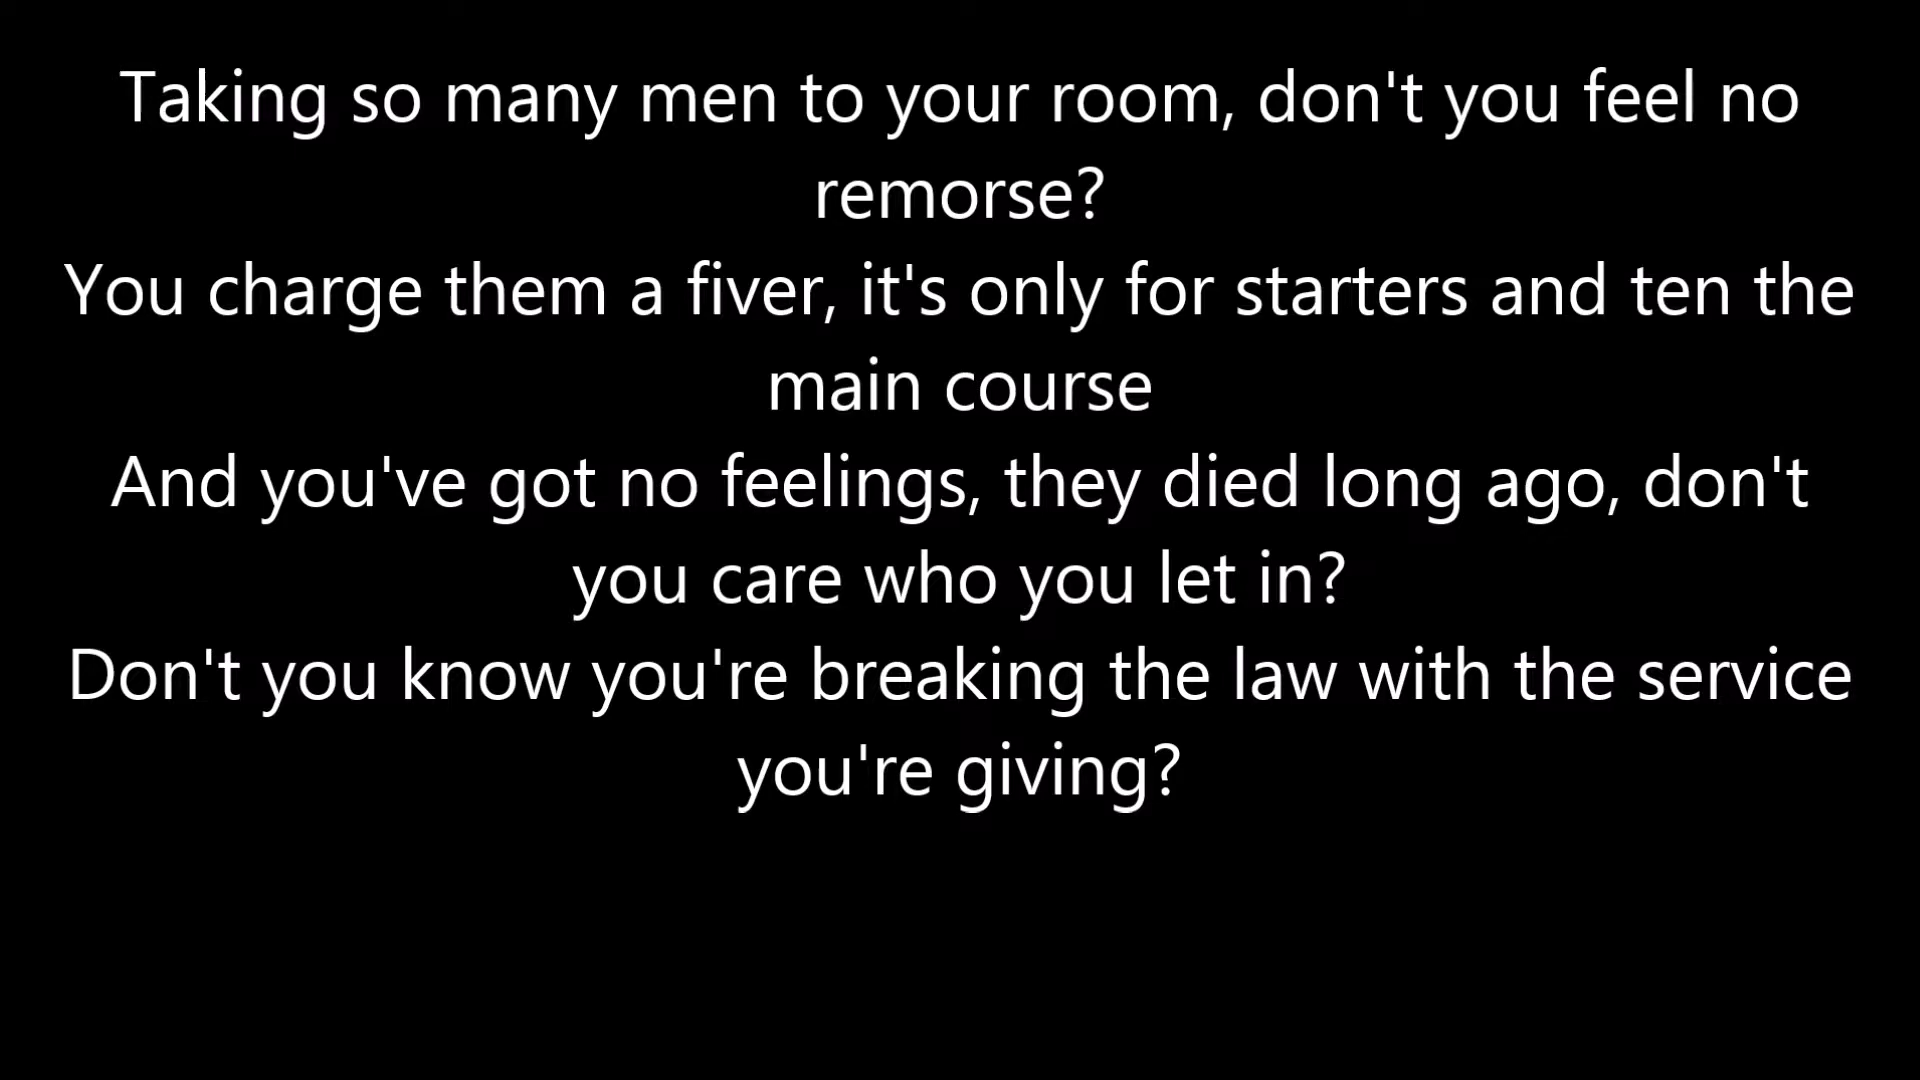 Taking so many men to your room, don't you feel no
remorse?
You charge them a fiver, it's only for starters and ten the
main course
And you've got no feelings, they died long ago, don't
you care who you let in?
Don't you know you're breaking the law with the service
you're giving?